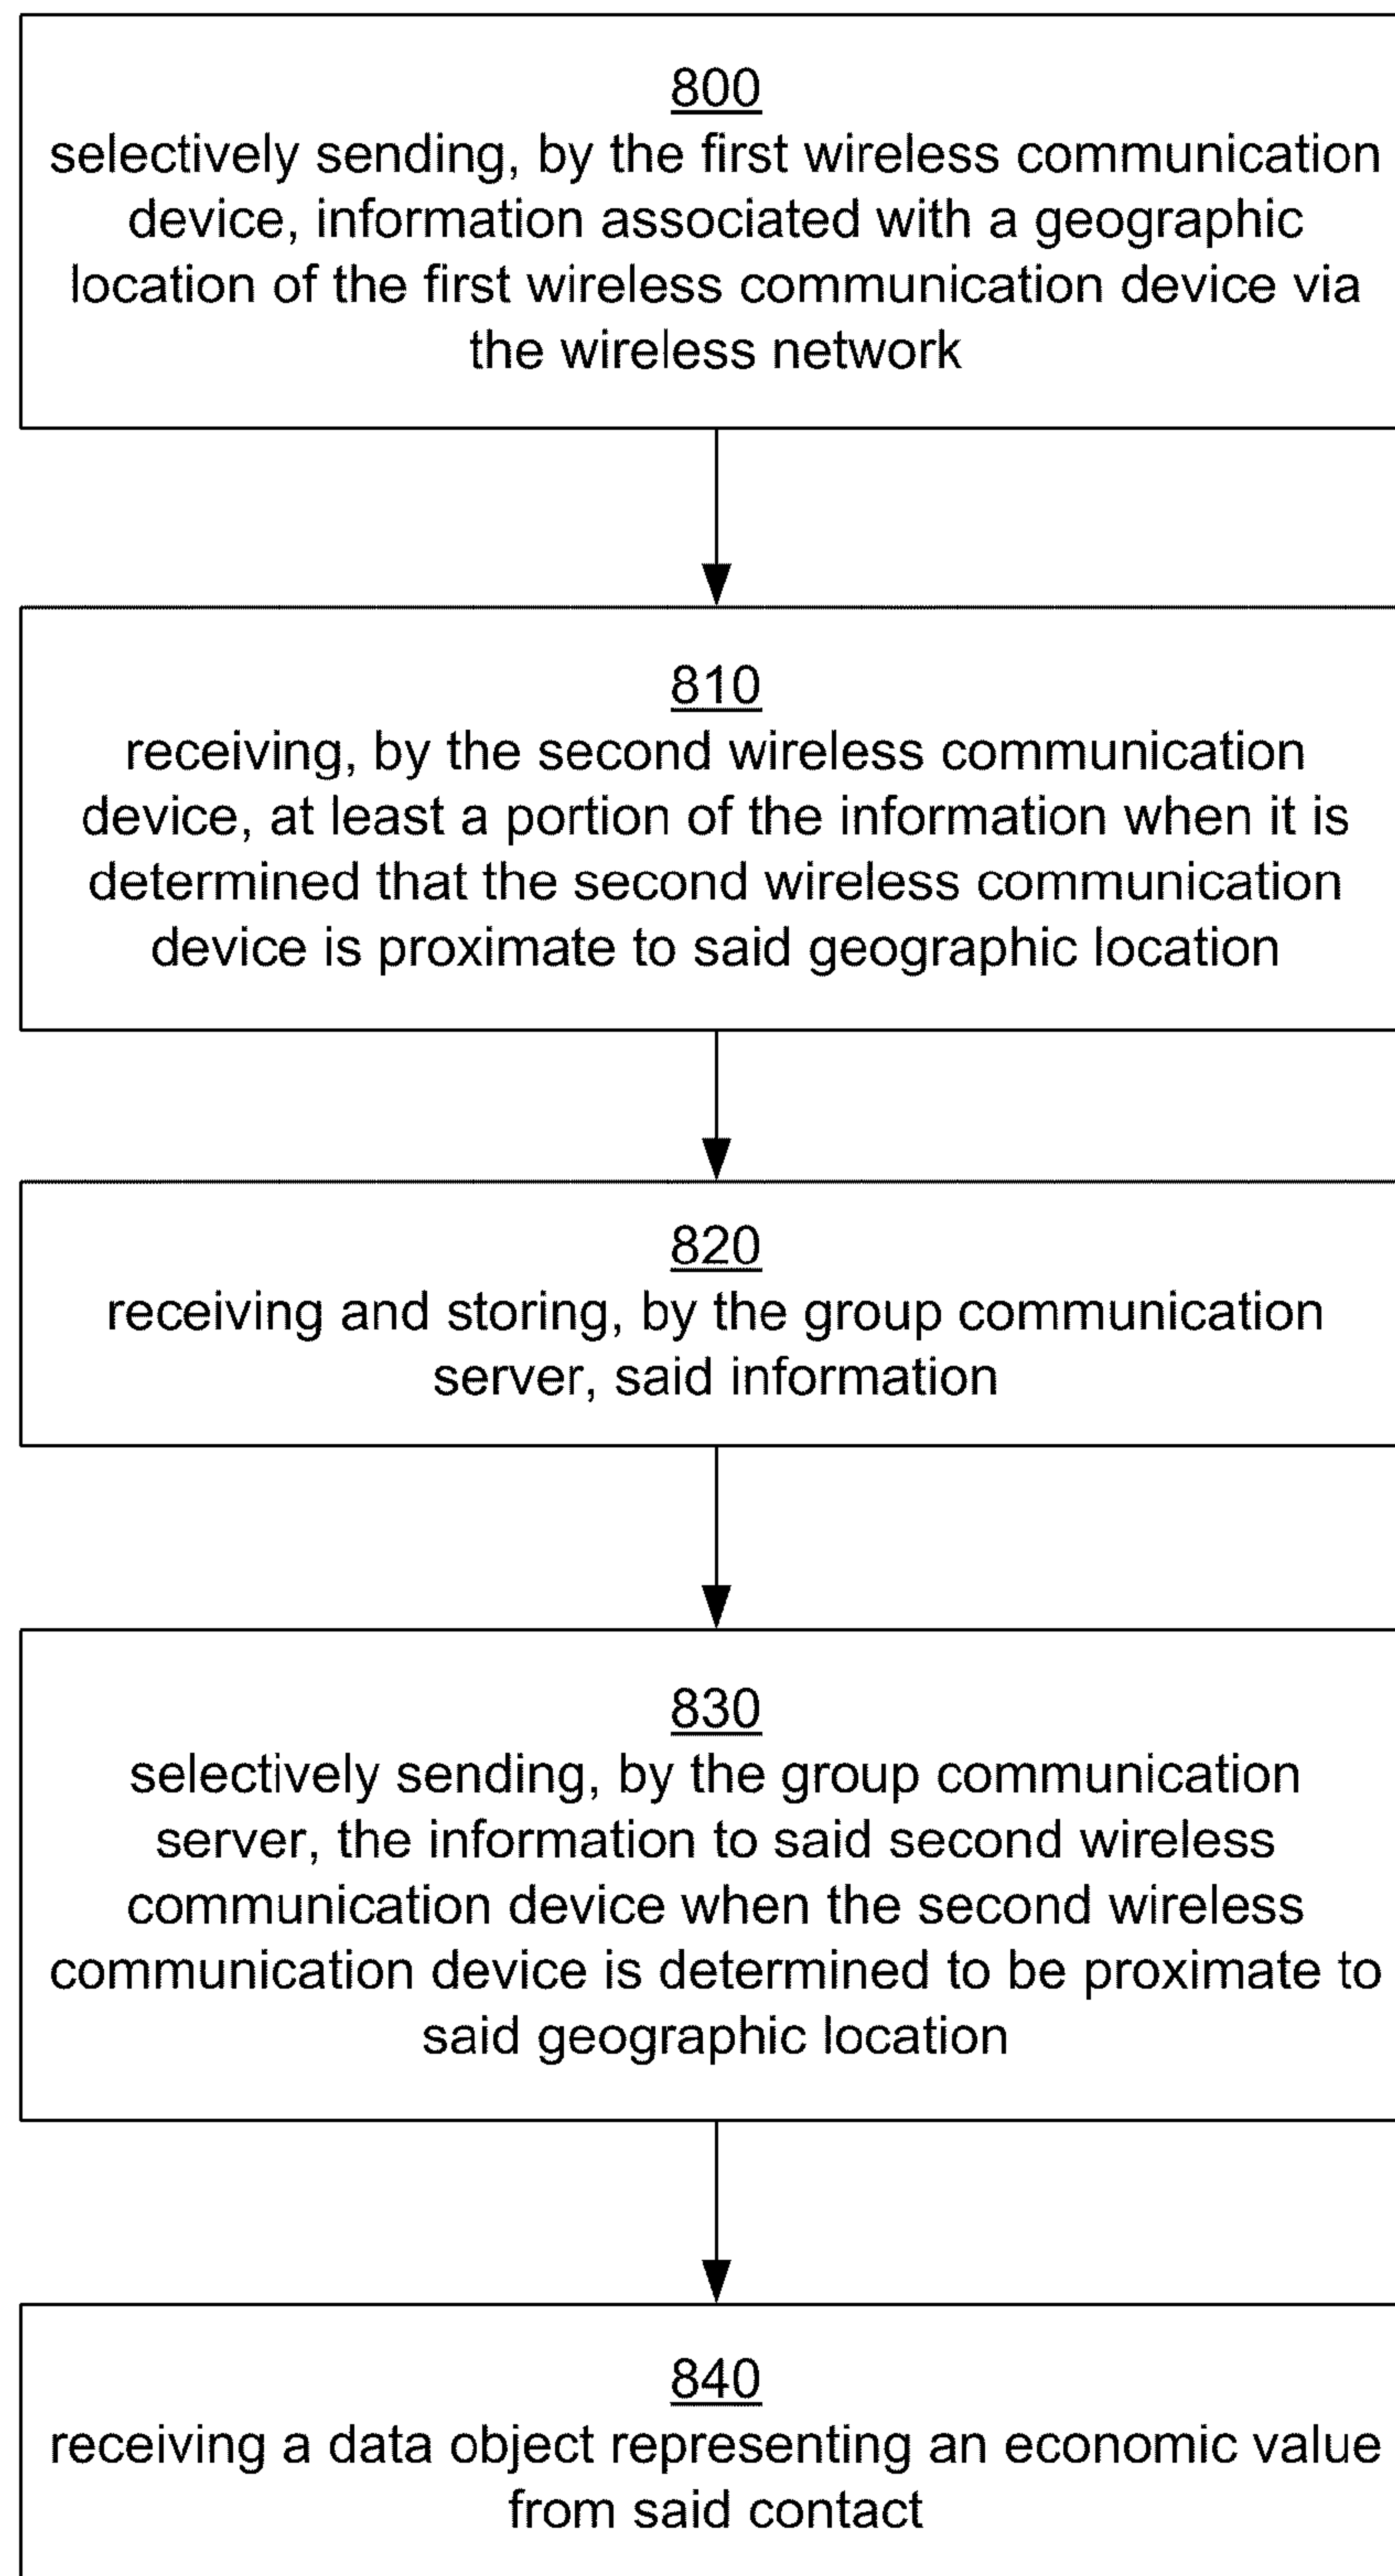 800
selectively sending, by the first wireless communication
device, information associated with a geographic
location of the first wireless communication device via
the wireless network
810
receiving, by the second wireless communication
device, at least a portion of the information when it is
determined that the second wireless communication
device is proximate to said geographic location
820
receiving and storing, by the group communication
server, said information
830
selectively sending, by the group communication
server, the information to said second wireless
communication device when the second wireless
communication device is determined to be proximate to
said geographic location
840
receiving a data object representing an economic value
from said contact